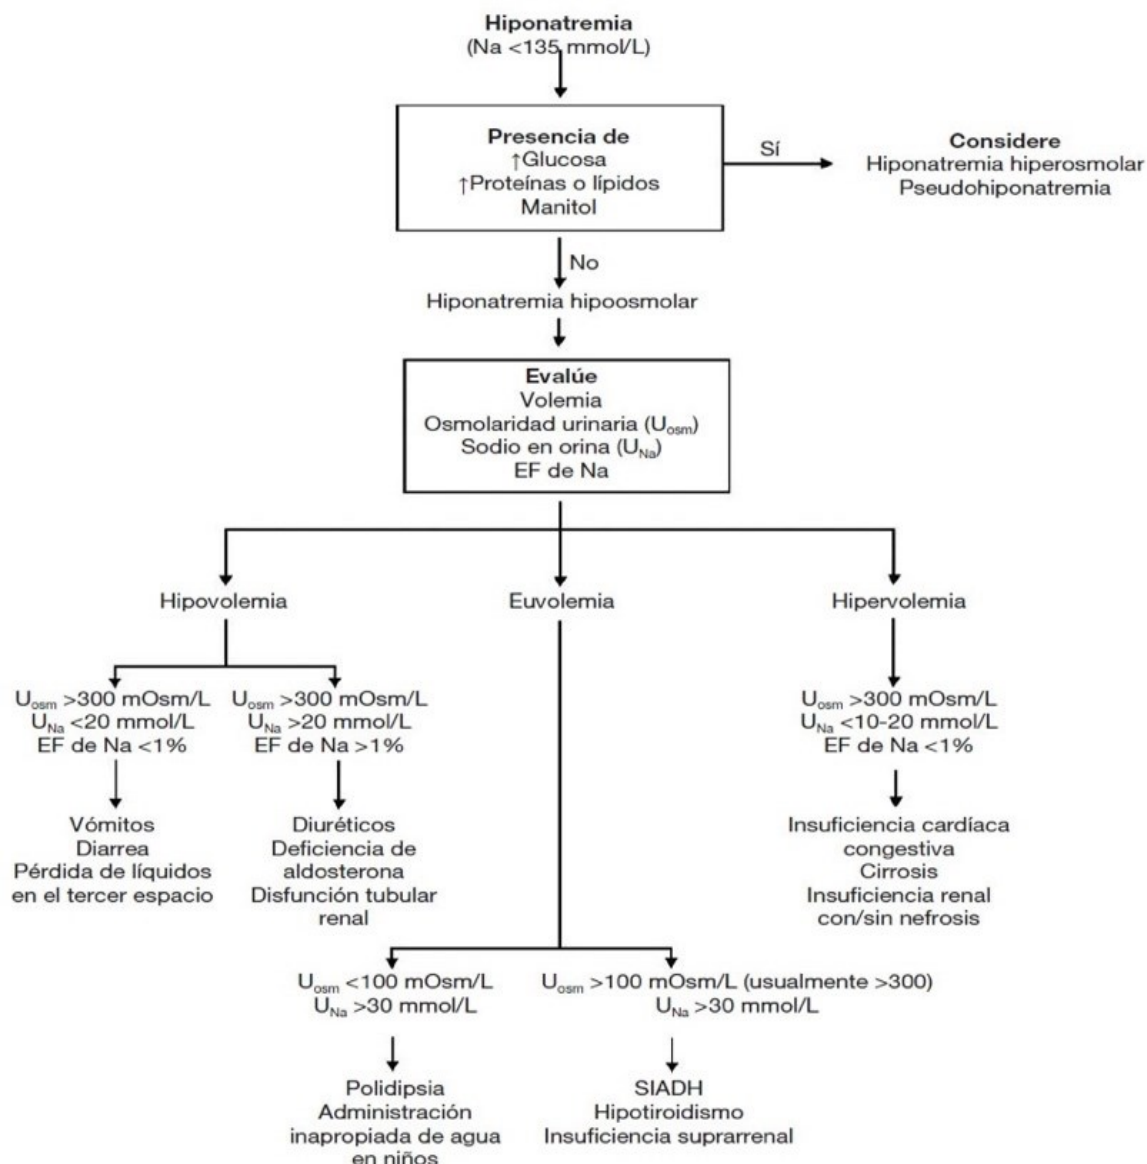 Hiponatremia
(Na <135 mmol/L)
Presencia de
↑Glucosa
↑Proteínas o lípidos
Manitol
Sí
Considere
Hiponatremia hiperosmolar
Pseudohiponatremia
No
Hiponatremia hipoosmolar
Evalúe
Volemia
Osmolaridad urinaria (Uosm)
Sodio en orina (UNa)
EF de Na
Hipovolemia
Euvolemia
Hipervolemia
Uosm >300 mOsm/L
UNa <20 mmol/L
EF de Na <1%
Uosm >300 mOsm/L
UNa >20 mmol/L
EF de Na >1%
Uosm >300 mOsm/L
UNa <10-20 mmol/L
EF de Na <1%
Vómitos
Diarrea
Pérdida de líquidos
en el tercer espacio
Diuréticos
Deficiencia de
aldosterona
Disfunción tubular
renal
Insuficiencia cardíaca
congestiva
Cirrosis
Insuficiencia renal
con/sin nefrosis
Uosm <100 mOsm/L
UNa >30 mmol/L
Uosm >100 mOsm/L (usualmente >300)
UNa >30 mmol/L
Polidipsia
Administración
inapropiada de agua
en niños
SIADH
Hipotiroidismo
Insuficiencia suprarrenal